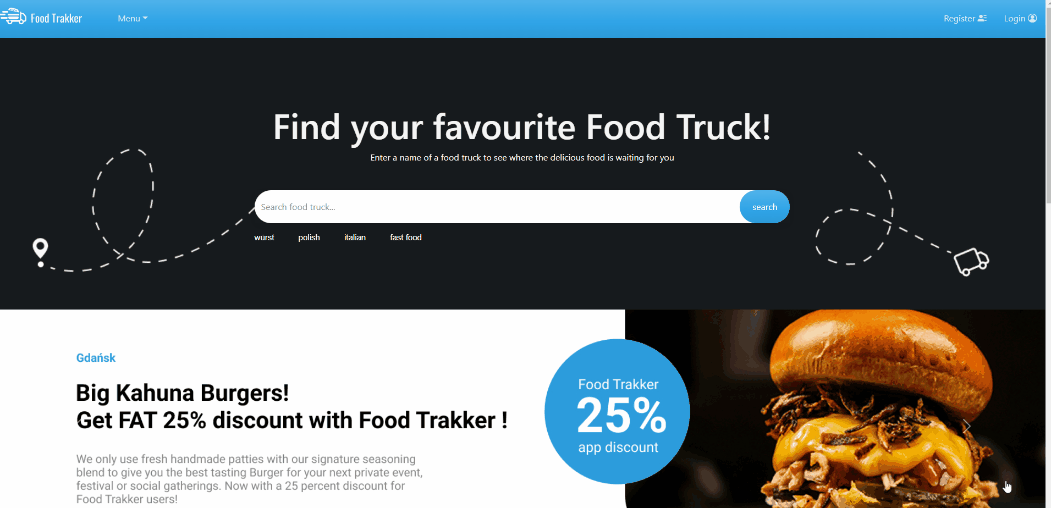 Food Trakker
Menu
Register
Login
Find your favourite Food Truck!
Enter a name of a food truck to see where the delicious food is waiting for you
Search food truck...
search
wurst polish italian fast food
Gdańsk
Big Kahuna Burgers!
Get FAT 25% discount with Food Trakker !
We only use fresh handmade patties with our signature seasoning
blend to give you the best tasting Burger for your next private event,
festival or social gatherings. Now with a 25 percent discount for
Food Trakker users!
Food Trakker
25%
app discount